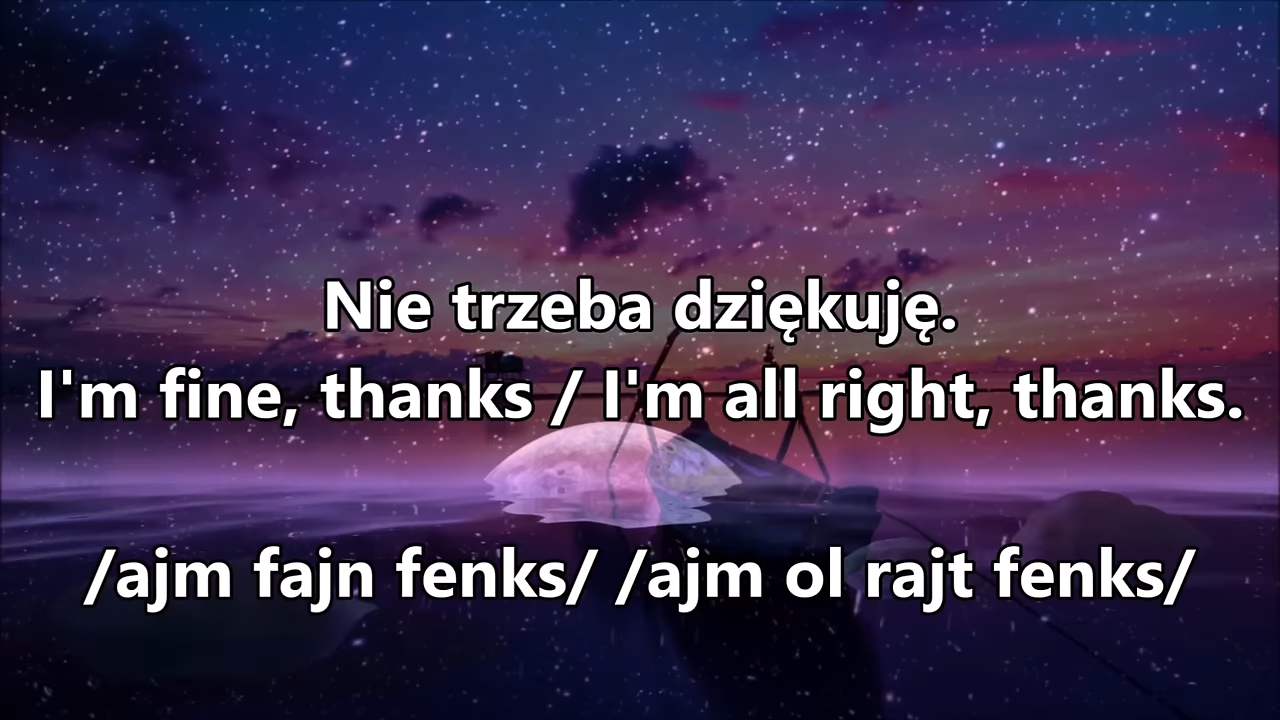 Nie trzeba dziękuję.
I'm fine, thanks / I'm all right, thanks.
/ajm fajn fenks/ /ajm ol rajt fenks/